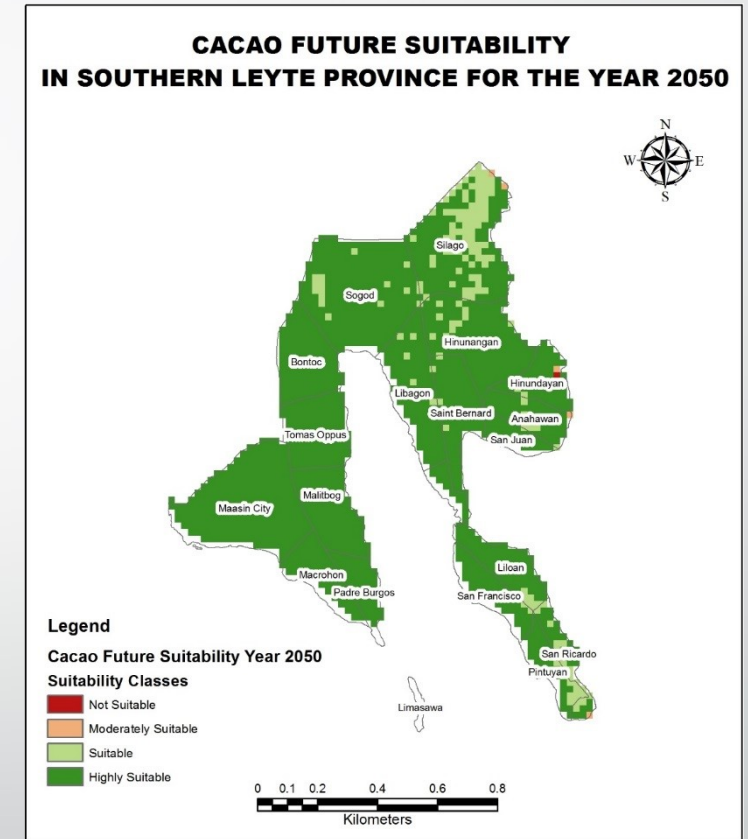 CACAO FUTURE SUITABILITY
IN SOUTHERN LEYTE PROVINCE FOR THE YEAR 2050
N
W E
S
Silago
Sogod
Hinunangan
Bontoc
Hinundayan
Libagon
Saint Bernard
Anahawan
Tomas Oppus
San Juan
Malitbog
Maasin City
Liloan
Macrohon
Padre Burgos
San Francisco
San Ricardo
Pintuyan
Limasawa
Legend
Cacao Future Suitability Year 2050
Suitability Classes
Not Suitable
Moderately Suitable
Suitable
Highly Suitable
0 0.1 0.2 0.4 0.6 0.8
Kilometers